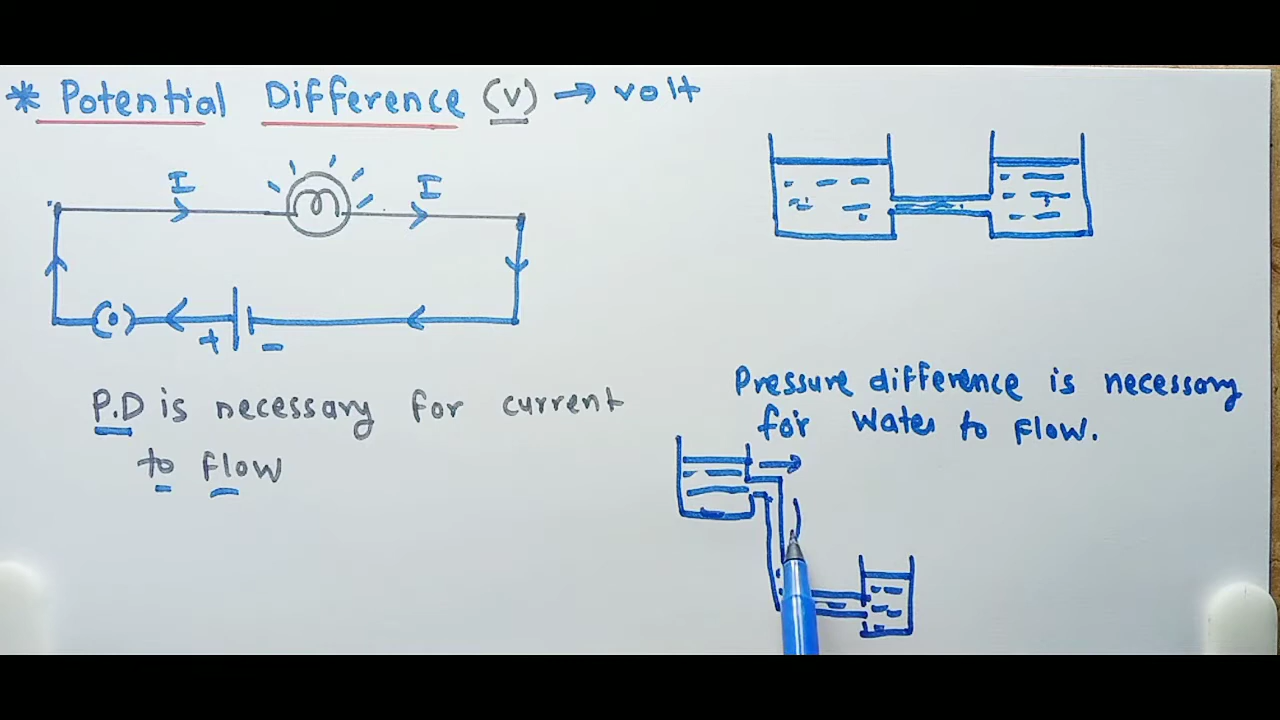 * Potential Difference (V) → volt
I
I
+ -
P.D is necessary for current
to flow
Pressure difference is necessary
for water to flow.